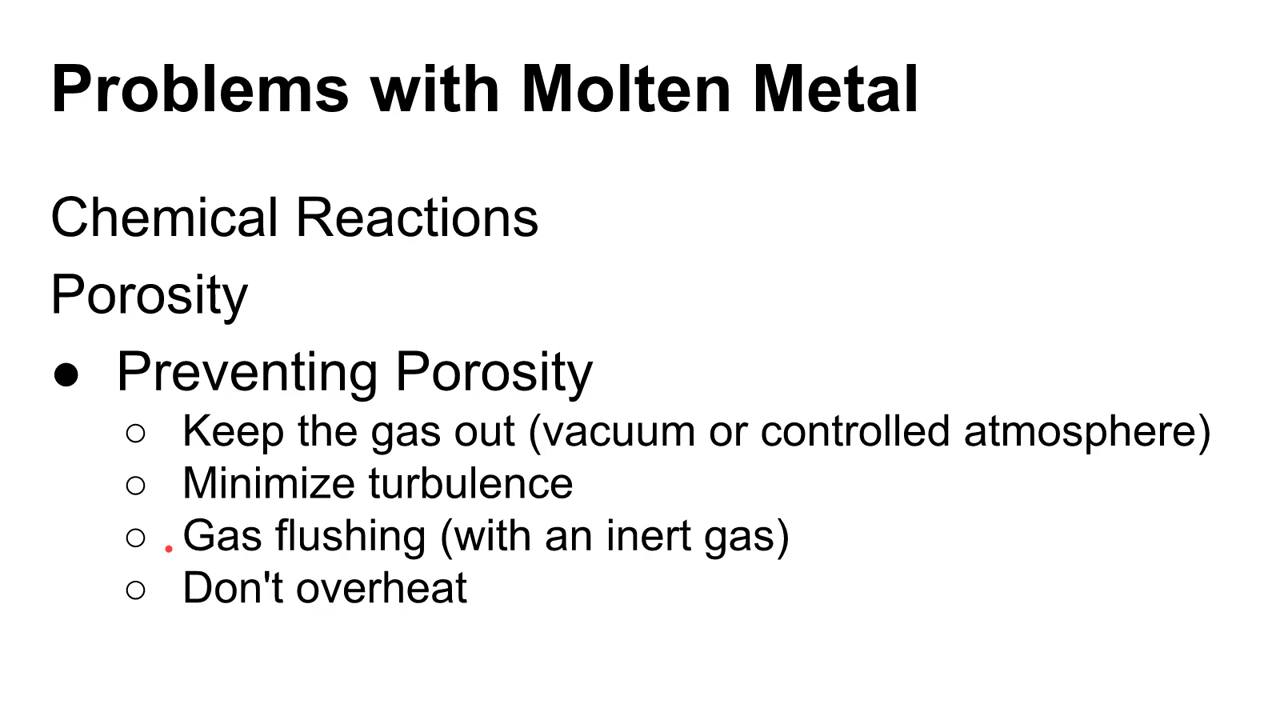 Problems with Molten Metal
Chemical Reactions
Porosity
● Preventing Porosity
○ Keep the gas out (vacuum or controlled atmosphere)
○ Minimize turbulence
○ Gas flushing (with an inert gas)
○ Don't overheat